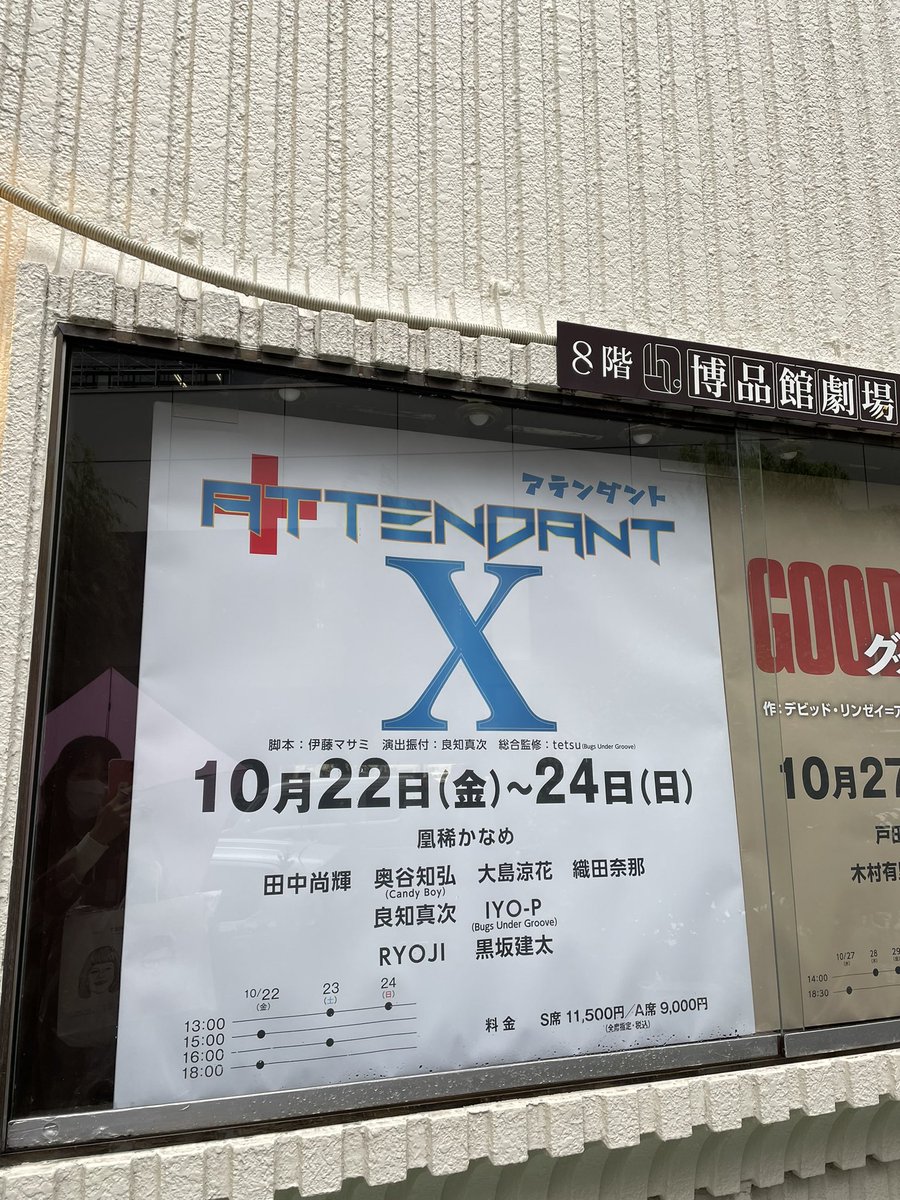 8階 h. 博品館劇場
アテンダント
ATTENDANT
X
脚本:伊藤マサミ 演出振付:良知真次 総合監修:tetsu(Bugs Under Groove)
10月22日(金)~24日(日)
凰稀かなめ
田中尚輝 奥谷知弘(Candy Boy) 大島涼花 織田奈那
良知真次 IYO-P(Bugs Under Groove)
RYOJI 黒坂建太
10/22(金) 23(土) 24(日)
13:00
15:00
16:00
18:00
料金 S席 11,500円/A席 9,000円
(全席指定・税込)
GOOD
グ
作:デビッド・リンゼイ=ア
10月27
戸田
木村有
10/27 28 29
14:00
18:30